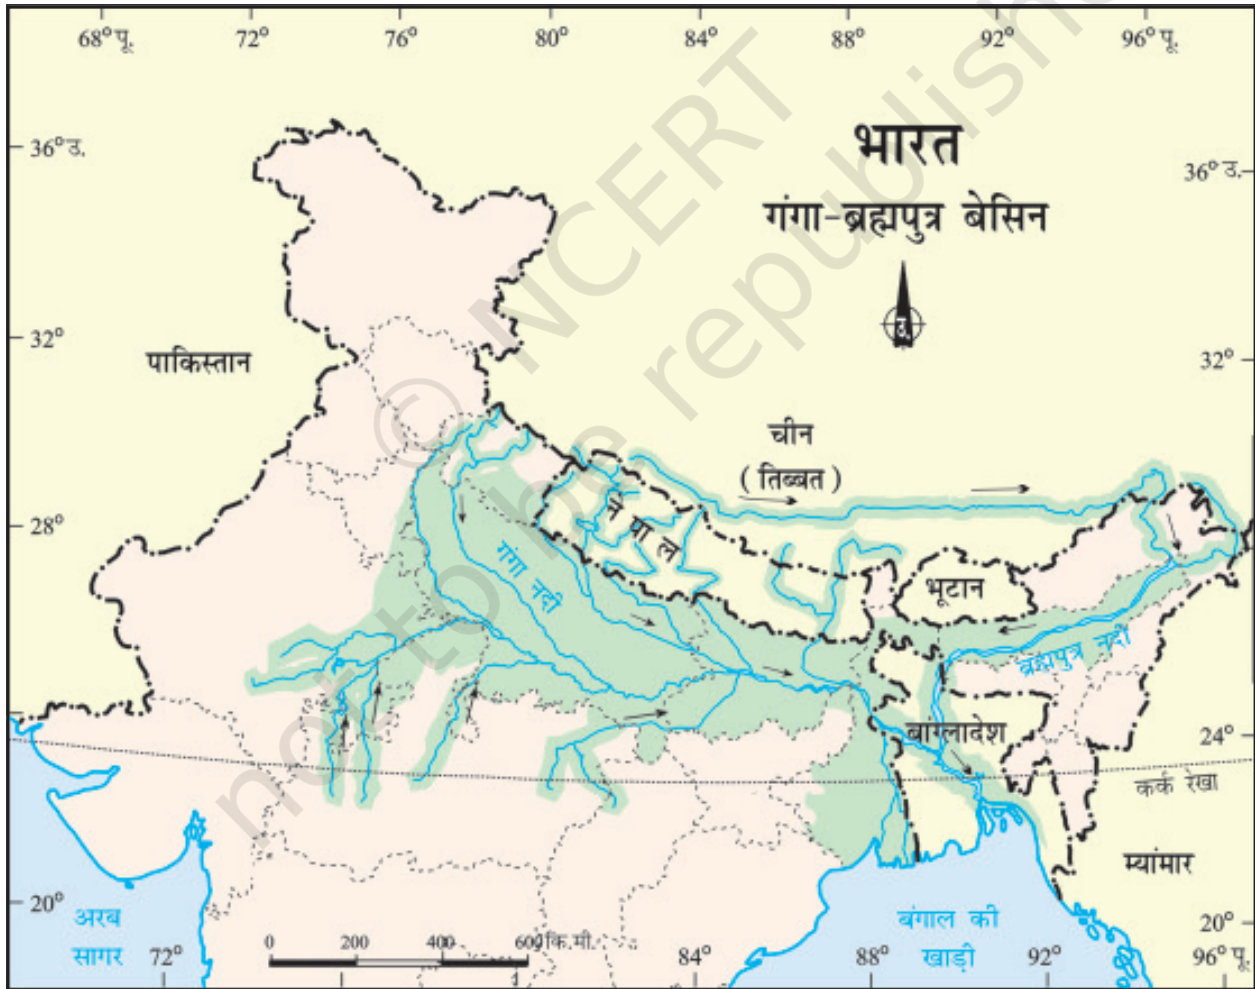 68° पू.
72°
76°
80°
84°
88°
92°
96° पू.
36° उ.
36° उ.
भारत
गंगा-ब्रह्मपुत्र बेसिन
उ.
32°
32°
पाकिस्तान
चीन
( तिब्बत )
28°
28°
नेपाल
गंगा नदी
भूटान
ब्रह्मपुत्र नदी
बांग्लादेश
24°
कर्क रेखा
म्यांमार
20°
20°
अरब
सागर
बंगाल की
खाड़ी
0 200 400 600 कि.मी.
72°
84°
88°
92°
96° पू.
© NCERT
not to be republished